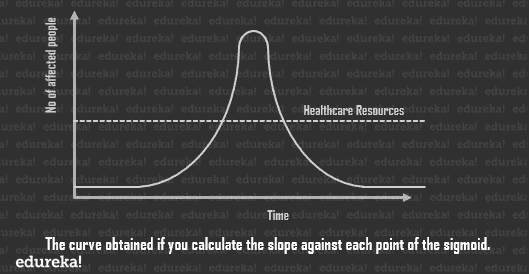 No of affected people
Healthcare Resources
Time
The curve obtained if you calculate the slope against each point of the sigmoid.
edureka!